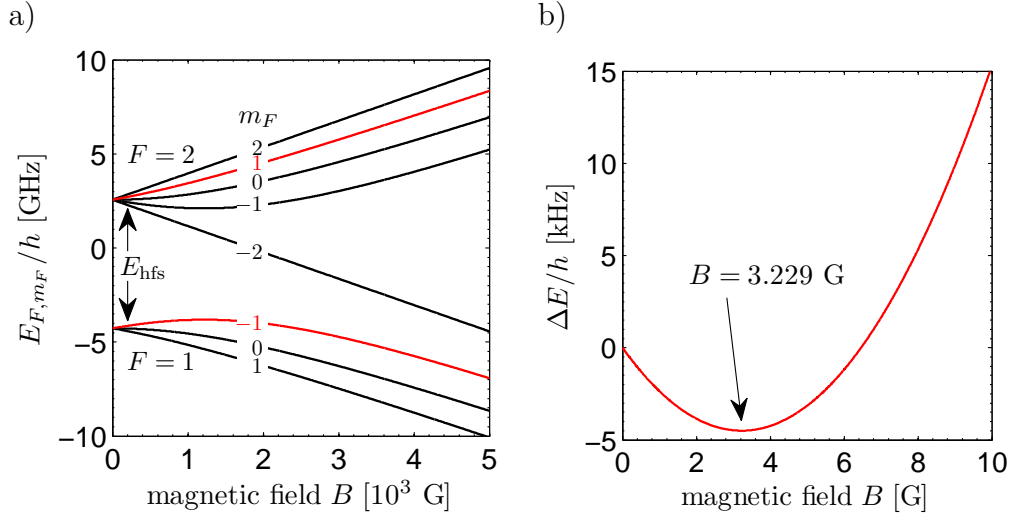 a)
10
5
0
−5
−10
E_{F,m_F}/h [GHz]
m_F
F = 2
2
1
0
−1
−2
E_hfs
−1
0
1
F = 1
0 1 2 3 4 5
magnetic field B [10³ G]
b)
15
10
5
0
−5
ΔE/h [kHz]
B = 3.229 G
0 2 4 6 8 10
magnetic field B [G]